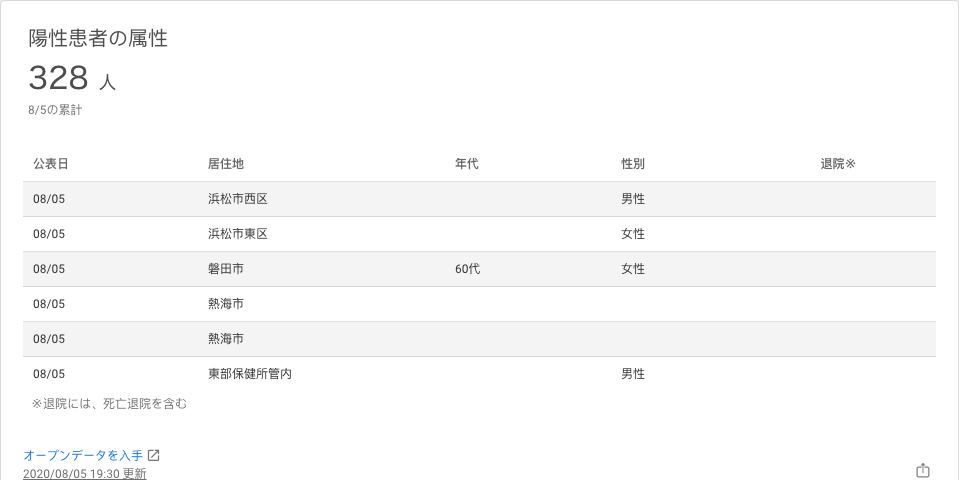 陽性患者の属性
328 人
8/5の累計
公表日 居住地 年代 性別 退院※
08/05 浜松市西区 男性
08/05 浜松市東区 女性
08/05 磐田市 60代 女性
08/05 熱海市
08/05 熱海市
08/05 東部保健所管内 男性
※退院には、死亡退院を含む
オープンデータを入手
2020/08/05 19:30 更新